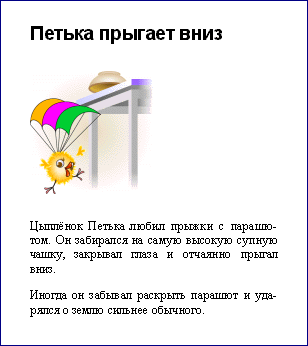 Петька прыгает вниз
Цыплёнок Петька любил прыжки с парашю-
том. Он забирался на самую высокую супную
чашку, закрывал глаза и отчаянно прыгал
вниз.
Иногда он забывал раскрыть парашют и уда-
рялся о землю сильнее обычного.